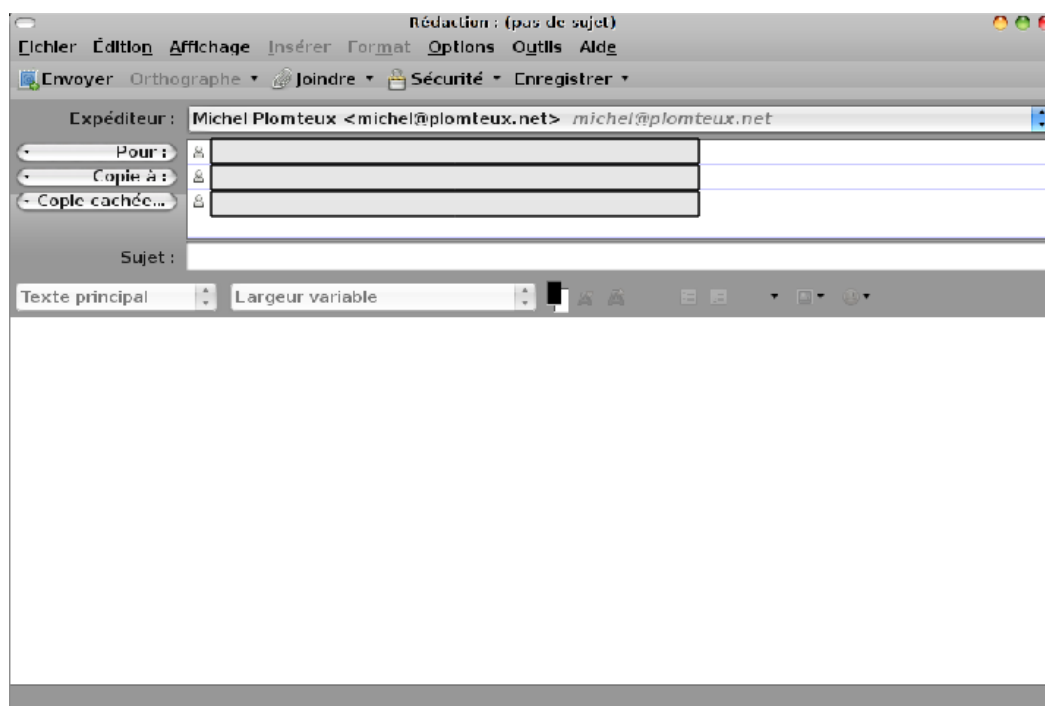 Rédaction : (pas de sujet)
Fichier Édition Affichage Insérer Format Options Outils Aide
Envoyer Orthographe Joindre Sécurité Enregistrer
Expéditeur : Michel Plomteux <michel@plomteux.net> michel@plomteux.net
Pour :
Copie à :
Copie cachée...
Sujet :
Texte principal Largeur variable